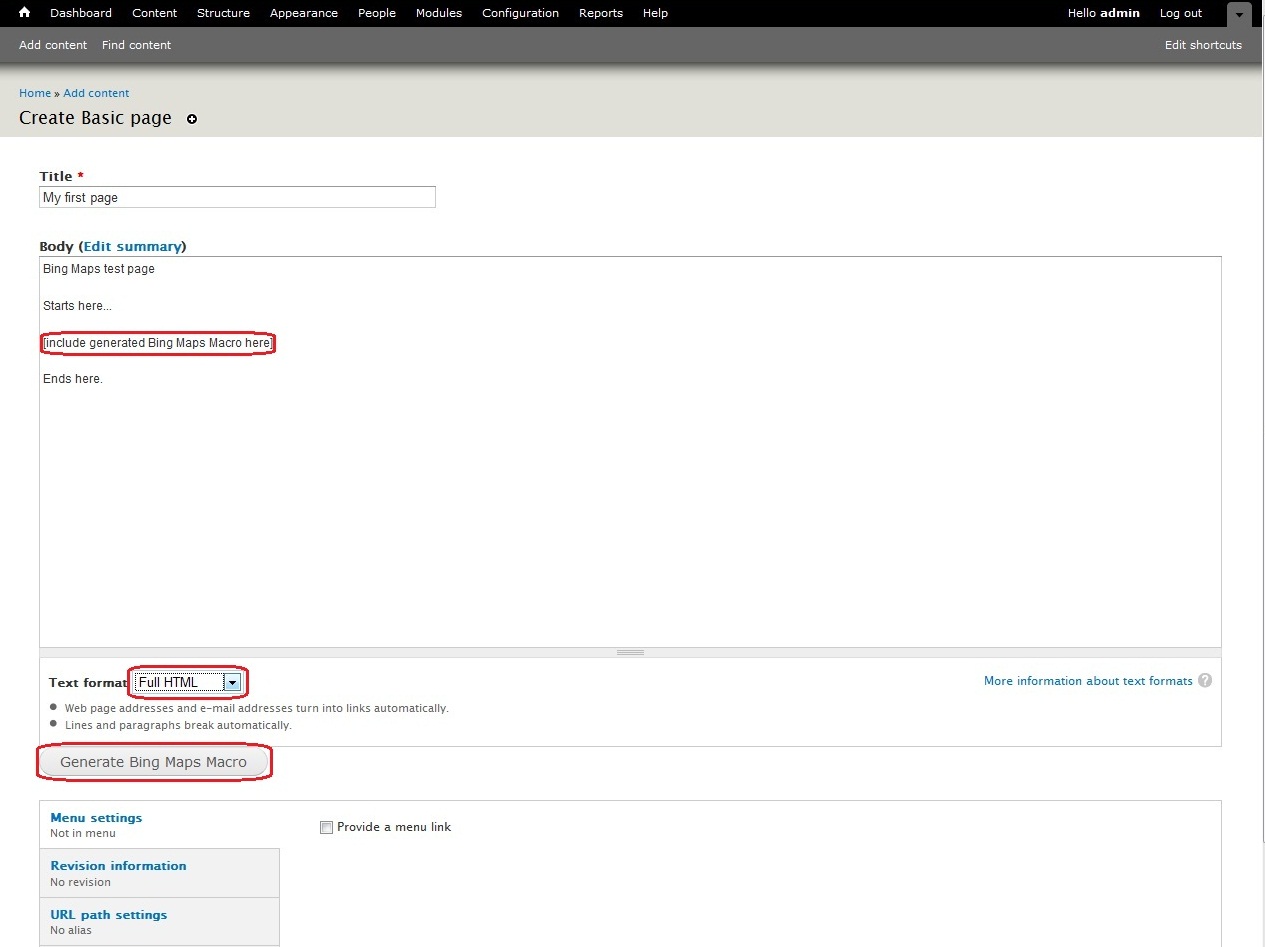 Dashboard Content Structure Appearance People Modules Configuration Reports Help Hello admin Log out
Add content Find content Edit shortcuts
Home » Add content
Create Basic page
Title *
My first page
Body (Edit summary)
Bing Maps test page
Starts here...
[include generated Bing Maps Macro here]
Ends here.
Text format Full HTML More information about text formats ?
Web page addresses and e-mail addresses turn into links automatically.
Lines and paragraphs break automatically.
Generate Bing Maps Macro
Menu settings
Not in menu
Provide a menu link
Revision information
No revision
URL path settings
No alias